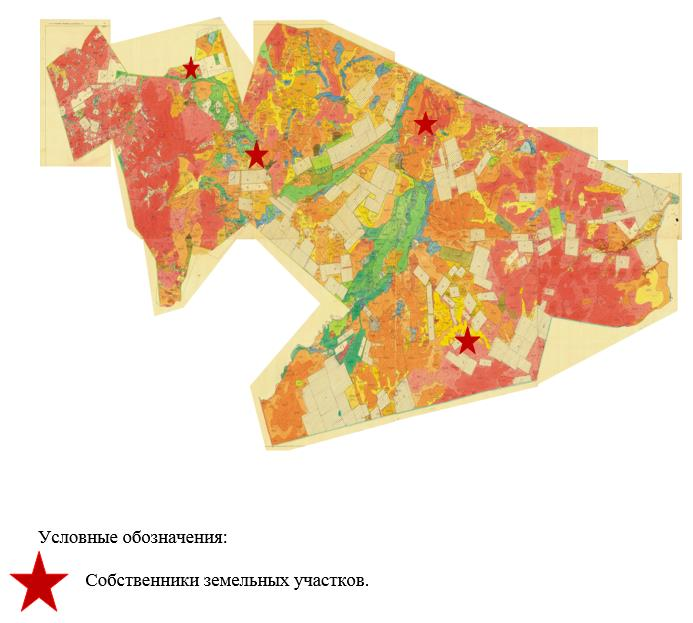 Условные обозначения:
Собственники земельных участков.